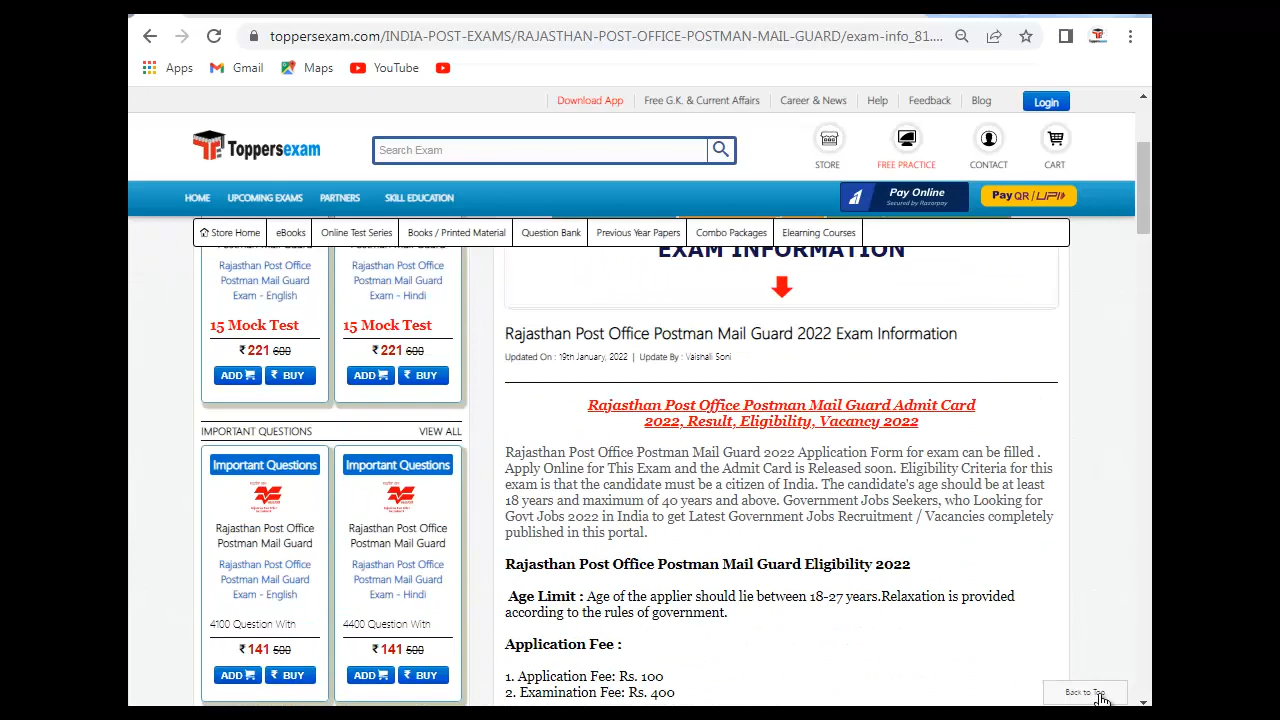 toppersexam.com/INDIA-POST-EXAMS/RAJASTHAN-POST-OFFICE-POSTMAN-MAIL-GUARD/exam-info_81....
Apps Gmail Maps YouTube
Download App Free G.K. & Current Affairs Career & News Help Feedback Blog Login
Toppersexam Search Exam
STORE FREE PRACTICE CONTACT CART
HOME UPCOMING EXAMS PARTNERS SKILL EDUCATION Pay Online Secured by Razorpay Pay QR/UPI
Store Home eBooks Online Test Series Books / Printed Material Question Bank Previous Year Papers Combo Packages Elearning Courses
Rajasthan Post Office
Postman Mail Guard
Exam - English
15 Mock Test
₹ 221 600
ADD ₹ BUY
Rajasthan Post Office
Postman Mail Guard
Exam - Hindi
15 Mock Test
₹ 221 600
ADD ₹ BUY
IMPORTANT QUESTIONS VIEW ALL
Important Questions
Rajasthan Post Office
Postman Mail Guard
Rajasthan Post Office
Postman Mail Guard
Exam - English
4100 Question With
₹ 141 500
ADD ₹ BUY
Important Questions
Rajasthan Post Office
Postman Mail Guard
Rajasthan Post Office
Postman Mail Guard
Exam - Hindi
4400 Question With
₹ 141 500
ADD ₹ BUY
EXAM INFORMATION
Rajasthan Post Office Postman Mail Guard 2022 Exam Information
Updated On : 19th January, 2022 | Update By : Vaishali Soni
Rajasthan Post Office Postman Mail Guard Admit Card
2022, Result, Eligibility, Vacancy 2022
Rajasthan Post Office Postman Mail Guard 2022 Application Form for exam can be filled .
Apply Online for This Exam and the Admit Card is Released soon. Eligibility Criteria for this
exam is that the candidate must be a citizen of India. The candidate's age should be at least
18 years and maximum of 40 years and above. Government Jobs Seekers, who Looking for
Govt Jobs 2022 in India to get Latest Government Jobs Recruitment / Vacancies completely
published in this portal.
Rajasthan Post Office Postman Mail Guard Eligibility 2022
Age Limit : Age of the applier should lie between 18-27 years.Relaxation is provided
according to the rules of government.
Application Fee :
1. Application Fee: Rs. 100
2. Examination Fee: Rs. 400
Back to Top